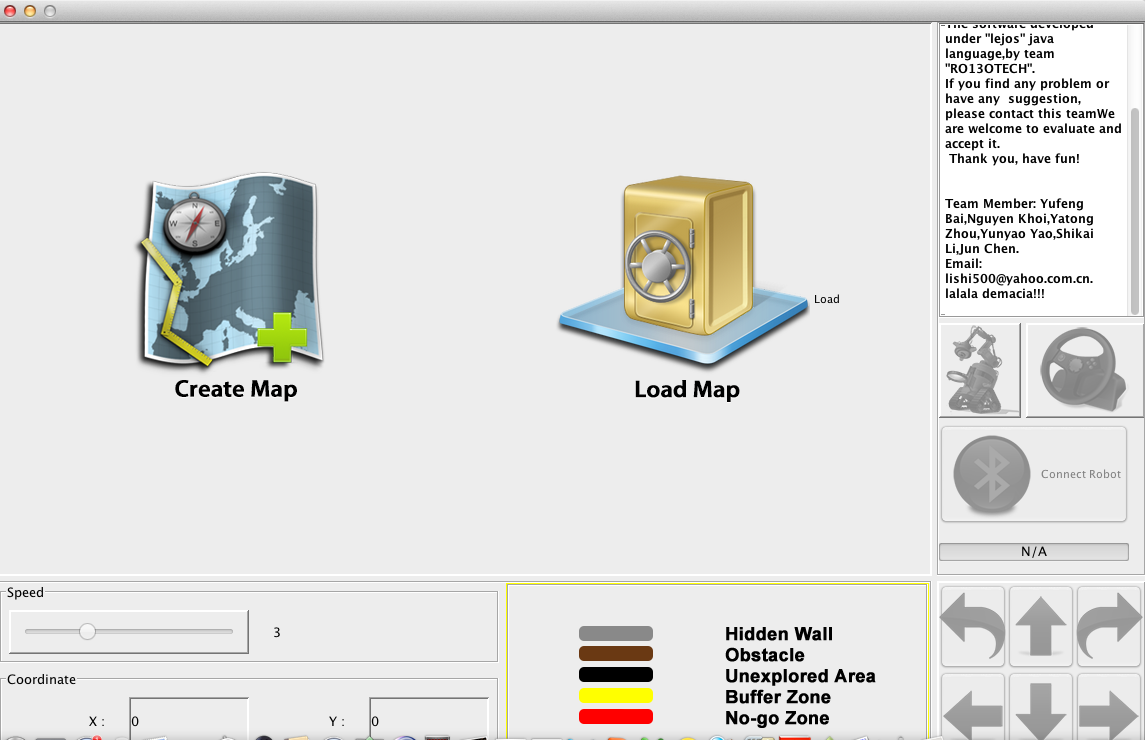 -The software developed
under "lejos" java
language,by team
"RO13OTECH".
If you find any problem or
have any  suggestion,
please contact this teamWe
are welcome to evaluate and
accept it.
 Thank you, have fun!
Team Member: Yufeng
Bai,Nguyen Khoi,Yatong
Zhou,Yunyao Yao,Shikai
Li,Jun Chen.
Email:
lishi500@yahoo.com.cn.
lalala demacia!!!
N
W E
S
Create Map
Load Map
Load
Connect Robot
N/A
Speed
3
Coordinate
X : 0 Y : 0
Hidden Wall
Obstacle
Unexplored Area
Buffer Zone
No-go Zone